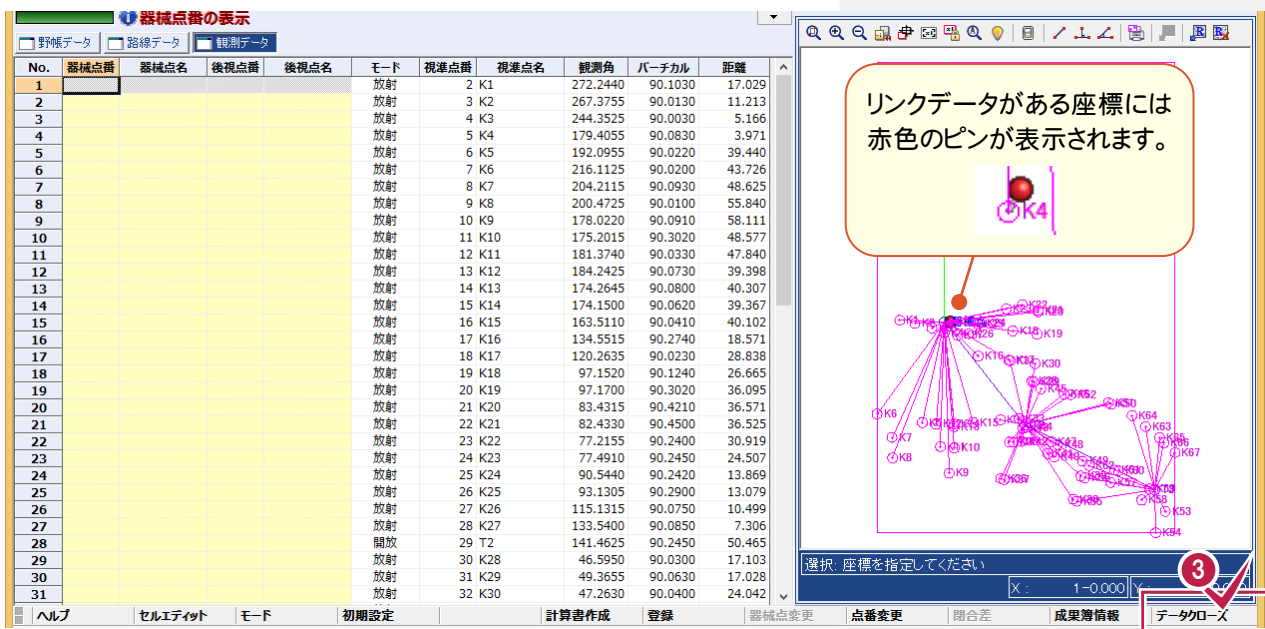 器械点番の表示
野帳データ 路線データ 観測データ
No. 器械点番 器械点名 後視点番 後視点名 モード 視準点番 視準点名 観測角 バーチカル 距離
1 放射 2 K1 272.2440 90.1030 17.029
2 放射 3 K2 267.3755 90.0130 11.213
3 放射 4 K3 244.3525 90.0030 5.166
4 放射 5 K4 179.4055 90.0830 3.971
5 放射 6 K5 192.0955 90.0220 39.440
6 放射 7 K6 216.1125 90.0200 43.726
7 放射 8 K7 204.2115 90.0930 48.625
8 放射 9 K8 200.4725 90.0100 55.840
9 放射 10 K9 178.0220 90.0910 58.111
10 放射 11 K10 175.2015 90.3020 48.577
11 放射 12 K11 181.3740 90.0330 47.840
12 放射 13 K12 184.2425 90.0730 39.398
13 放射 14 K13 174.2645 90.0800 40.307
14 放射 15 K14 174.1500 90.0620 39.367
15 放射 16 K15 163.5110 90.0410 40.102
16 放射 17 K16 134.5515 90.2740 18.571
17 放射 18 K17 120.2635 90.0230 28.838
18 放射 19 K18 97.1520 90.1240 26.665
19 放射 20 K19 97.1700 90.3020 36.095
20 放射 21 K20 83.4315 90.4210 36.571
21 放射 22 K21 82.4330 90.4500 36.525
22 放射 23 K22 77.2155 90.2400 30.919
23 放射 24 K23 77.4910 90.2450 24.507
24 放射 25 K24 90.5440 90.2420 13.869
25 放射 26 K25 93.1305 90.2900 13.079
26 放射 27 K26 115.1315 90.0750 10.499
27 放射 28 K27 133.5400 90.0850 7.306
28 開放 29 T2 141.4625 90.2450 50.465
29 放射 30 K28 46.5950 90.0300 17.103
30 放射 31 K29 49.3655 90.0630 17.028
31 放射 32 K30 47.2630 90.0400 24.042
リンクデータがある座標には
赤色のピンが表示されます。
K4
K22
K1
K26 K18 K19
K16 K30
K6 K50 K64
K15 K63
K7 K10 K48 K67
K8
K9
K53
K54
選択: 座標を指定してください
X : 1-0.000 Y
3
ヘルプ セルエディット モード 初期設定 計算書作成 登録 器械点変更 点番変更 閉合差 成果簿情報 データクローズ